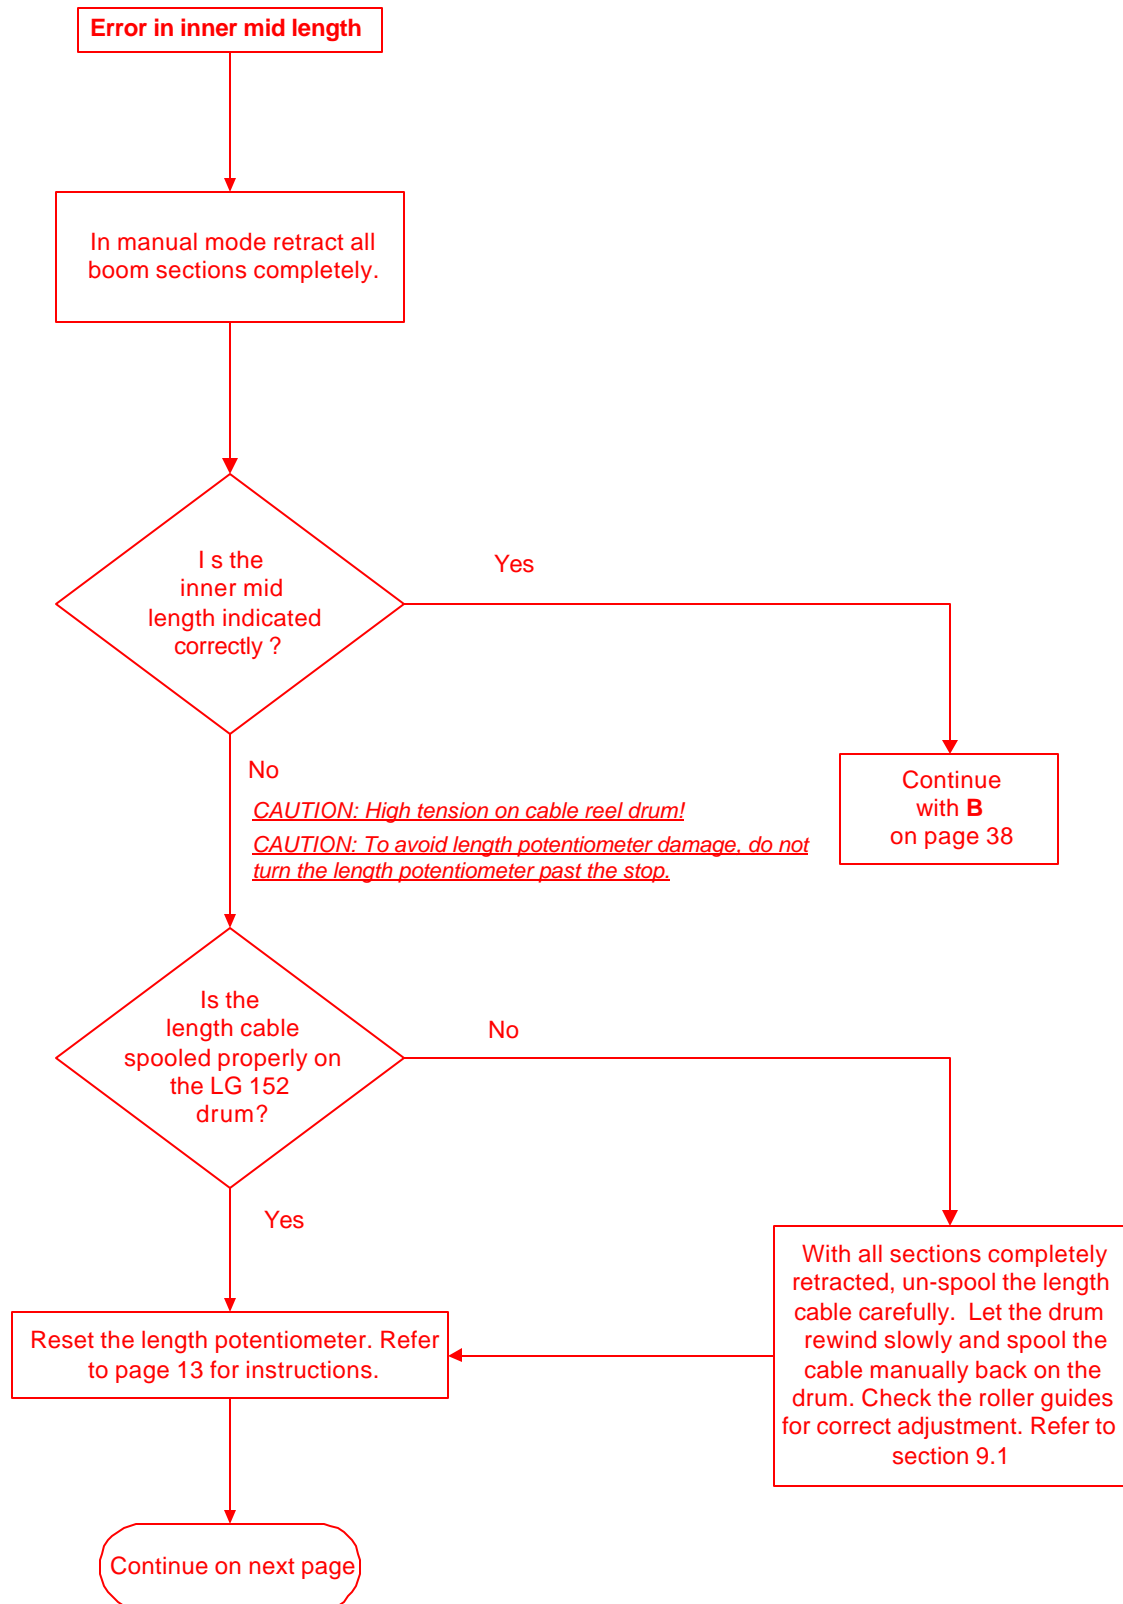 Error in inner mid length
In manual mode retract all
boom sections completely.
I s the
inner mid
length indicated
correctly ?
Yes
No
CAUTION: High tension on cable reel drum!
CAUTION: To avoid length potentiometer damage, do not
turn the length potentiometer past the stop.
Continue
with B
on page 38
Is the
length cable
spooled properly on
the LG 152
drum?
No
Yes
With all sections completely
retracted, un-spool the length
cable carefully.  Let the drum
rewind slowly and spool the
cable manually back on the
drum. Check the roller guides
for correct adjustment. Refer to
section 9.1
Reset the length potentiometer. Refer
to page 13 for instructions.
Continue on next page